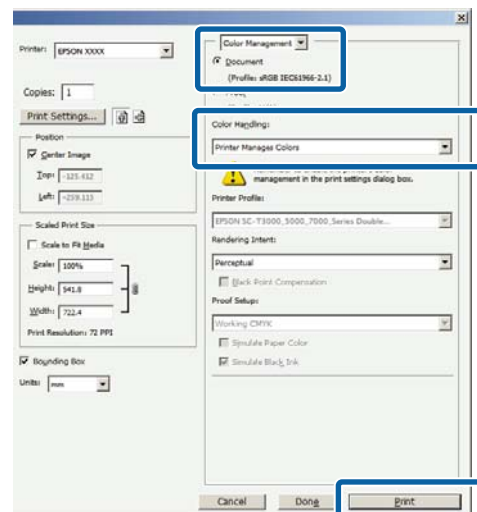 Printer: EPSON XXXX
Copies: 1
Print Settings...
Position
Center Image
Top: -125.412
Left: -259.113
Scaled Print Size
Scale to Fit Media
Scale: 100%
Height: 541.8
Width: 722.4
Print Resolution: 72 PPI
Bounding Box
Units: mm
Color Management
Document
(Profile: sRGB IEC61966-2.1)
Color Handling:
Printer Manages Colors
management in the print settings dialog box.
Printer Profile:
EPSON SC-T3000_5000_7000_Series Double...
Rendering Intent:
Perceptual
Black Point Compensation
Proof Setup:
Working CMYK
Simulate Paper Color
Simulate Black Ink
Cancel
Done
Print